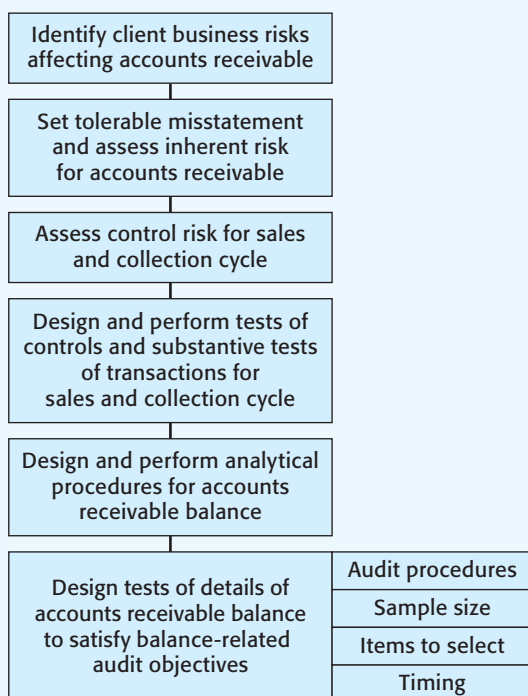 Identify client business risks
affecting accounts receivable
Set tolerable misstatement
and assess inherent risk
for accounts receivable
Assess control risk for sales
and collection cycle
Design and perform tests of
controls and substantive tests
of transactions for
sales and collection cycle
Design and perform analytical
procedures for accounts
receivable balance
Design tests of details of
accounts receivable balance
to satisfy balance-related
audit objectives
Audit procedures
Sample size
Items to select
Timing